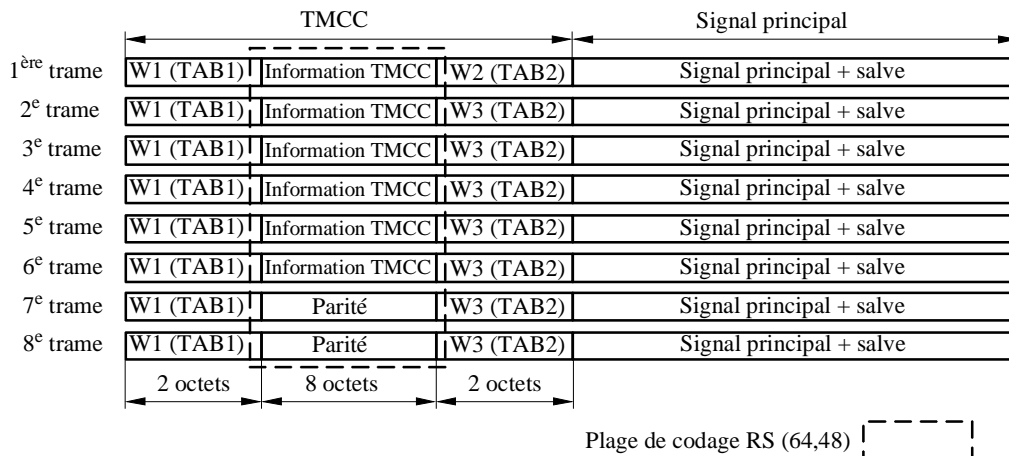 TMCC Signal principal
1ère trame W1 (TAB1) Information TMCC W2 (TAB2) Signal principal + salve
2e trame W1 (TAB1) Information TMCC W3 (TAB2) Signal principal + salve
3e trame W1 (TAB1) Information TMCC W3 (TAB2) Signal principal + salve
4e trame W1 (TAB1) Information TMCC W3 (TAB2) Signal principal + salve
5e trame W1 (TAB1) Information TMCC W3 (TAB2) Signal principal + salve
6e trame W1 (TAB1) Information TMCC W3 (TAB2) Signal principal + salve
7e trame W1 (TAB1) Parité W3 (TAB2) Signal principal + salve
8e trame W1 (TAB1) Parité W3 (TAB2) Signal principal + salve
2 octets 8 octets 2 octets
Plage de codage RS (64,48)